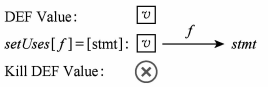 DEF Value: v
setUses[f]=[stmt]: v f stmt
Kill DEF Value: